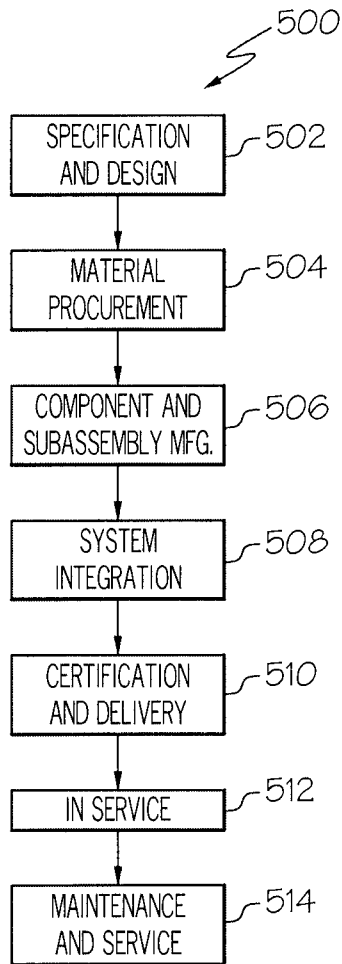 500
SPECIFICATION
AND DESIGN
502
MATERIAL
PROCUREMENT
504
COMPONENT AND
SUBASSEMBLY MFG.
506
SYSTEM
INTEGRATION
508
CERTIFICATION
AND DELIVERY
510
IN SERVICE
512
MAINTENANCE
AND SERVICE
514